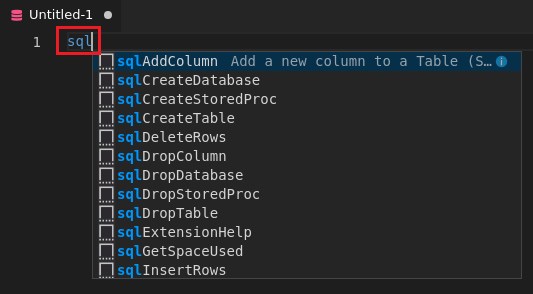 Untitled-1
1 sql
sqlAddColumn Add a new column to a Table (S…
sqlCreateDatabase
sqlCreateStoredProc
sqlCreateTable
sqlDeleteRows
sqlDropColumn
sqlDropDatabase
sqlDropStoredProc
sqlDropTable
sqlExtensionHelp
sqlGetSpaceUsed
sqlInsertRows